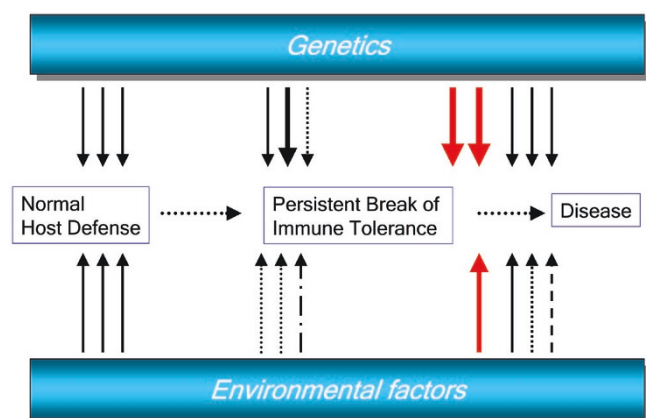 Genetics
Normal
Host Defense
Persistent Break of
Immune Tolerance
Disease
Environmental factors